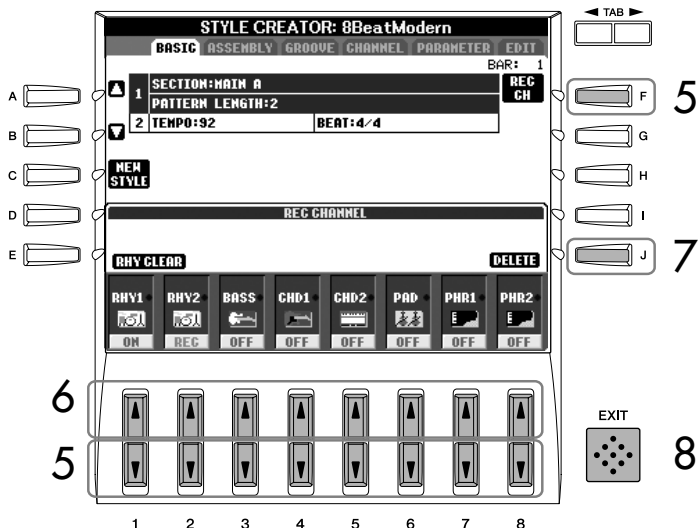 STYLE CREATOR: 8BeatModern
◄ TAB ►
BASIC ASSEMBLY GROOVE CHANNEL PARAMETER EDIT
BAR: 1
1 SECTION:MAIN A
REC CH
PATTERN LENGTH:2
2 TEMPO:92 BEAT:4/4
NEW STYLE
A
B
C
D
E
F
G
H
I
J
5
7
REC CHANNEL
RHY CLEAR DELETE
RHY1 RHY2 BASS CHD1 CHD2 PAD PHR1 PHR2
ON REC OFF OFF OFF OFF OFF OFF
6
5
EXIT
8
1 2 3 4 5 6 7 8